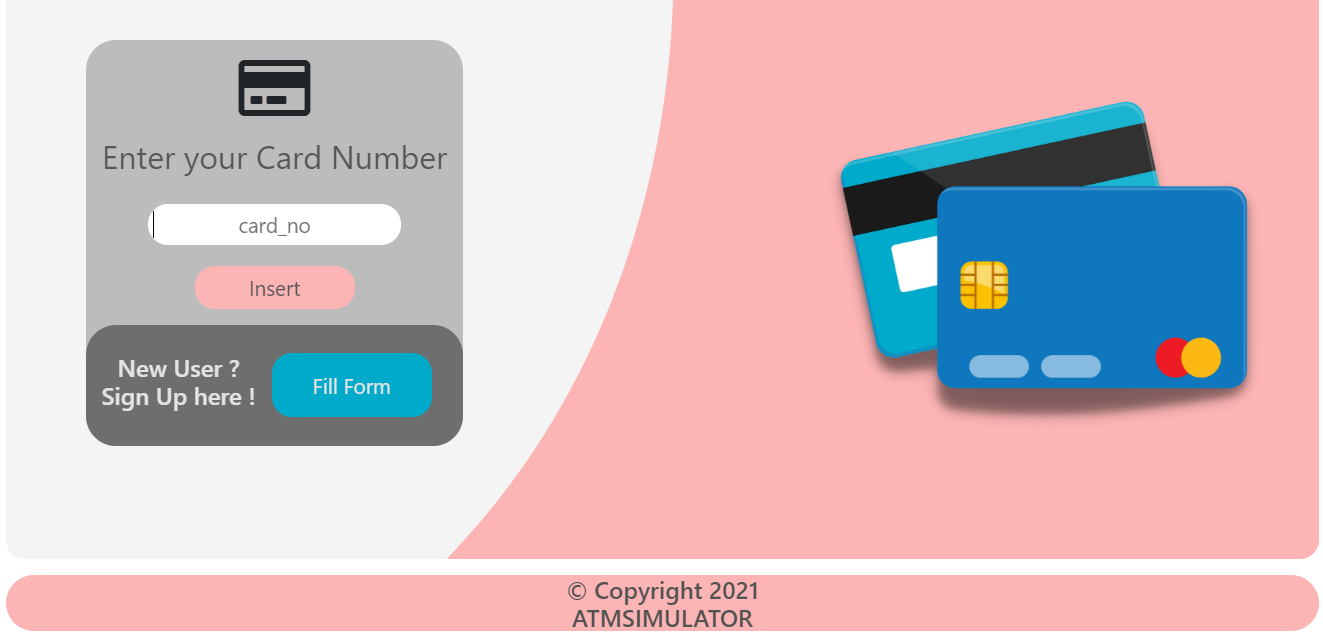 Enter your Card Number
card_no
Insert
New User ?
Sign Up here !
Fill Form
© Copyright 2021
ATMSIMULATOR